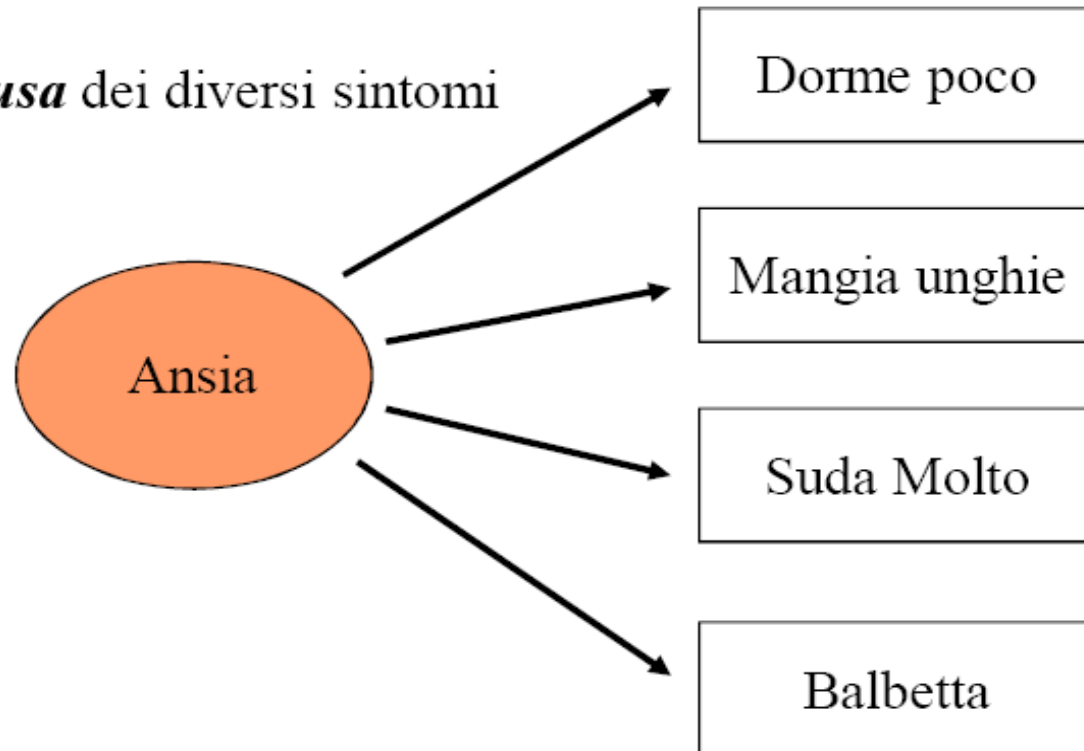 usa dei diversi sintomi
Dorme poco
Mangia unghie
Ansia
Suda Molto
Balbetta